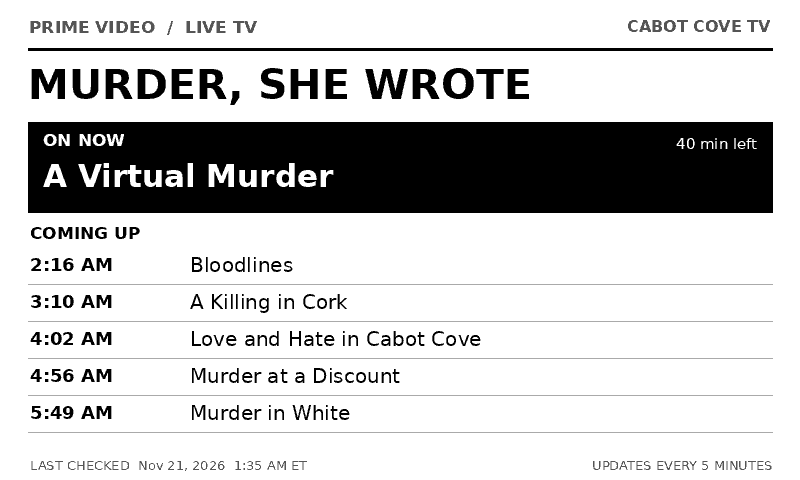 PRIME VIDEO / LIVE TV
CABOT COVE TV
MURDER, SHE WROTE
ON NOW
40 min left
A Virtual Murder
COMING UP
2:16 AM Bloodlines
3:10 AM A Killing in Cork
4:02 AM Love and Hate in Cabot Cove
4:56 AM Murder at a Discount
5:49 AM Murder in White
LAST CHECKED Nov 21, 2026 1:35 AM ET
UPDATES EVERY 5 MINUTES